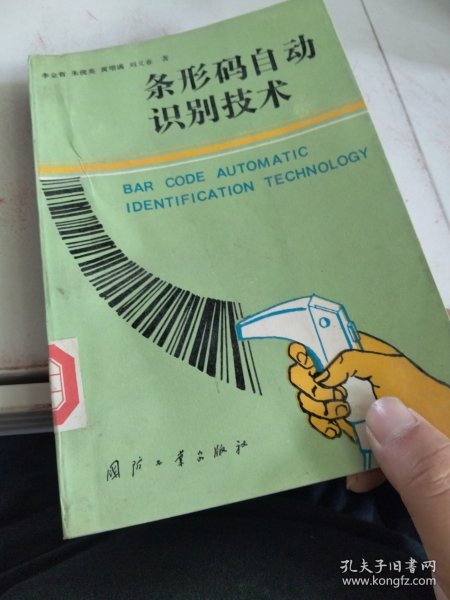 条形码自动
识别技术
BAR CODE AUTOMATIC
IDENTIFICATION TECHNOLOGY
国防工业出版社
孔夫子旧书网
www.kongfz.com